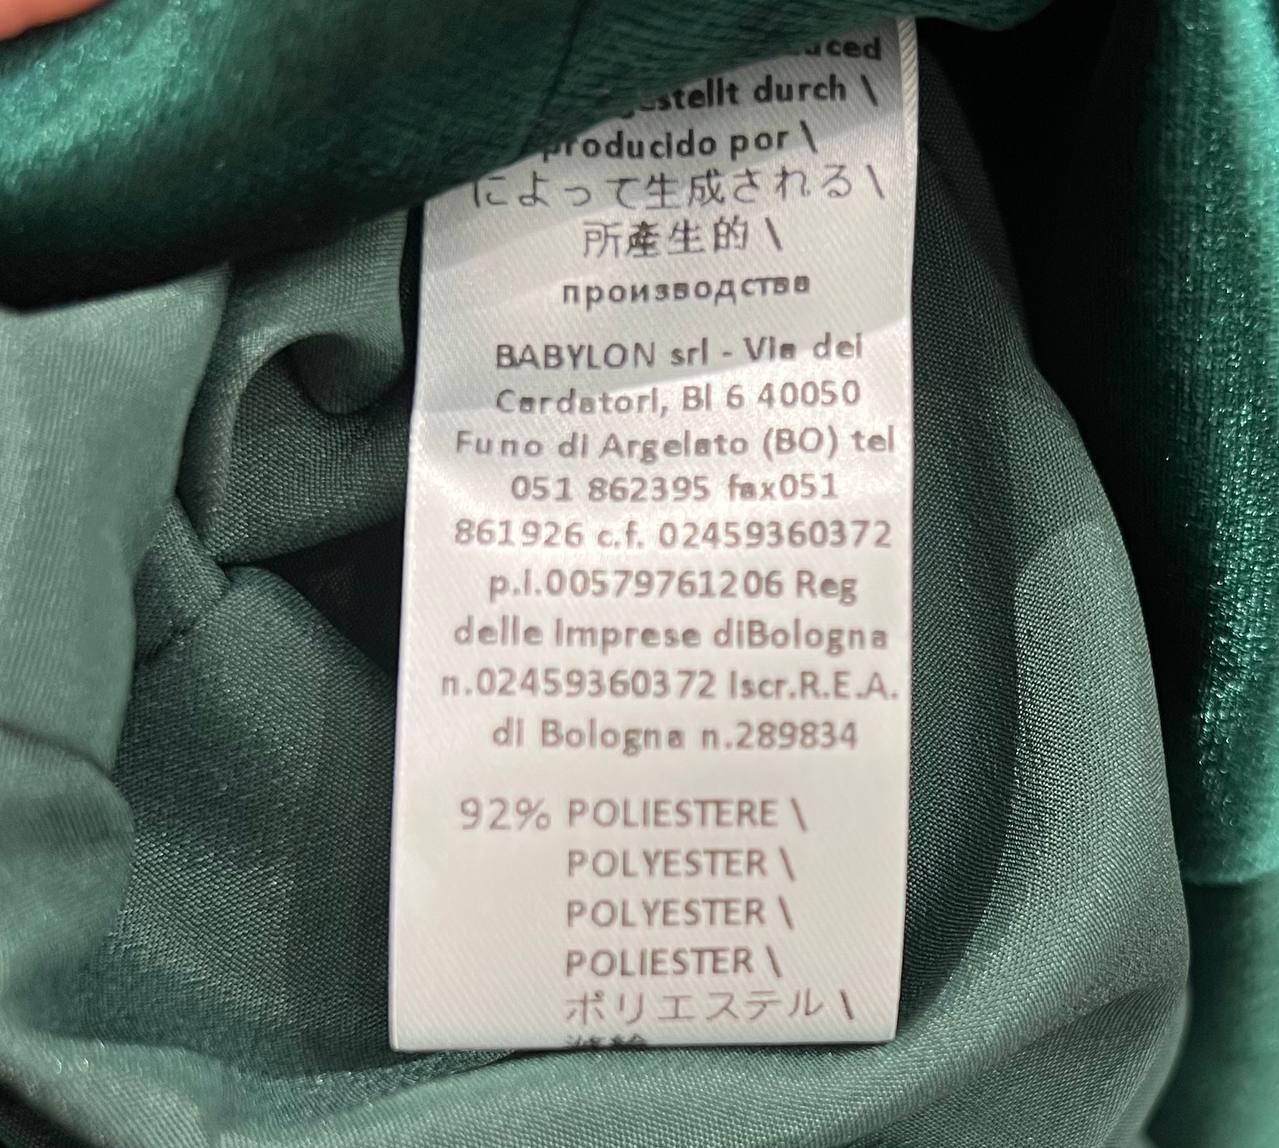 durch \
producido por \
によって生成される \
所產生的 \
производства
BABYLON srl - Via dei
Cardatori, Bl 6 40050
Funo di Argelato (BO) tel
051 862395 fax051
861926 c.f. 02459360372
p.i.00579761206 Reg
delle Imprese diBologna
n.02459360372 Iscr.R.E.A.
di Bologna n.289834
92% POLIESTERE \
POLYESTER \
POLYESTER \
POLIESTER \
ポリエステル \